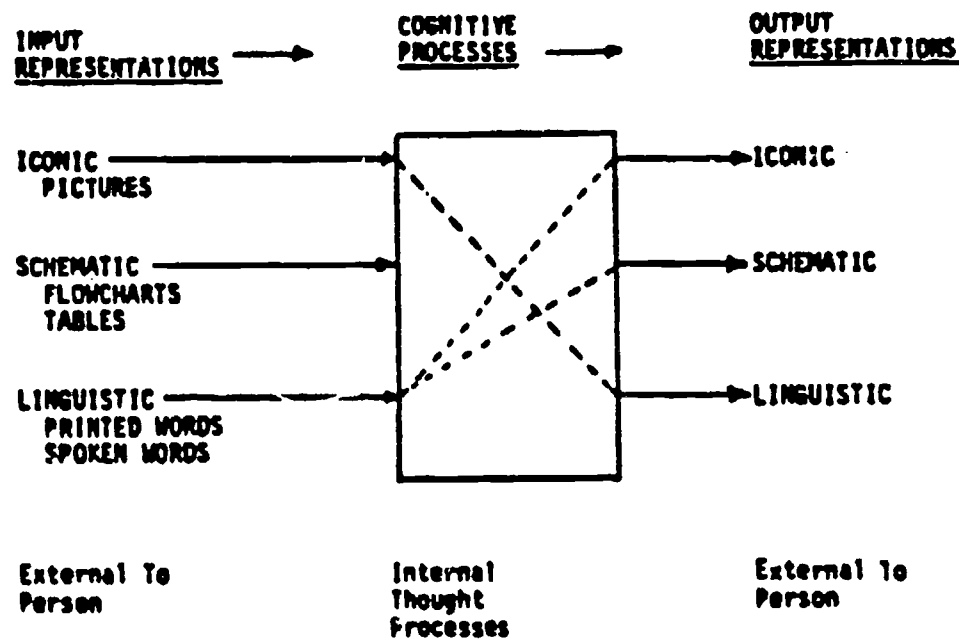 INPUT
REPRESENTATIONS
COGNITIVE
PROCESSES
OUTPUT
REPRESENTATIONS
ICONIC
PICTURES
SCHEMATIC
FLOWCHARTS
TABLES
LINGUISTIC
PRINTED WORDS
SPOKEN WORDS
ICONIC
SCHEMATIC
LINGUISTIC
External To
Person
Internal
Thought
Processes
External To
Person